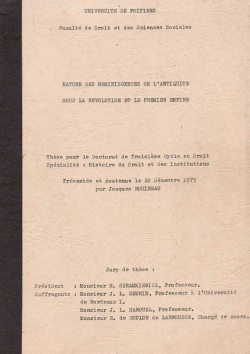 UNIVERSITE DE POITIERS
Faculté de Droit et des Sciences Sociales
NATURE DES REMINISCENCES DE L'ANTIQUITE
SOUS LA REVOLUTION ET LE PREMIER EMPIRE
Thèse pour le Doctorat de Troisième Cycle en Droit
Spécialité : Histoire du Droit et des Institutions
Présentée et soutenue le 20 Décembre 1979
par Jacques BOUINEAU
Jury de thèse :
Président : Monsieur R. SZRAMKIEWICZ, Professeur.
Suffragants : Monsieur J. L. SEURIN, Professeur à l'Université
de Bordeaux I,
Monsieur J. L. HAROUEL, Professeur.
Monsieur R. de COULON de LABROUSSE, Chargé de cours.